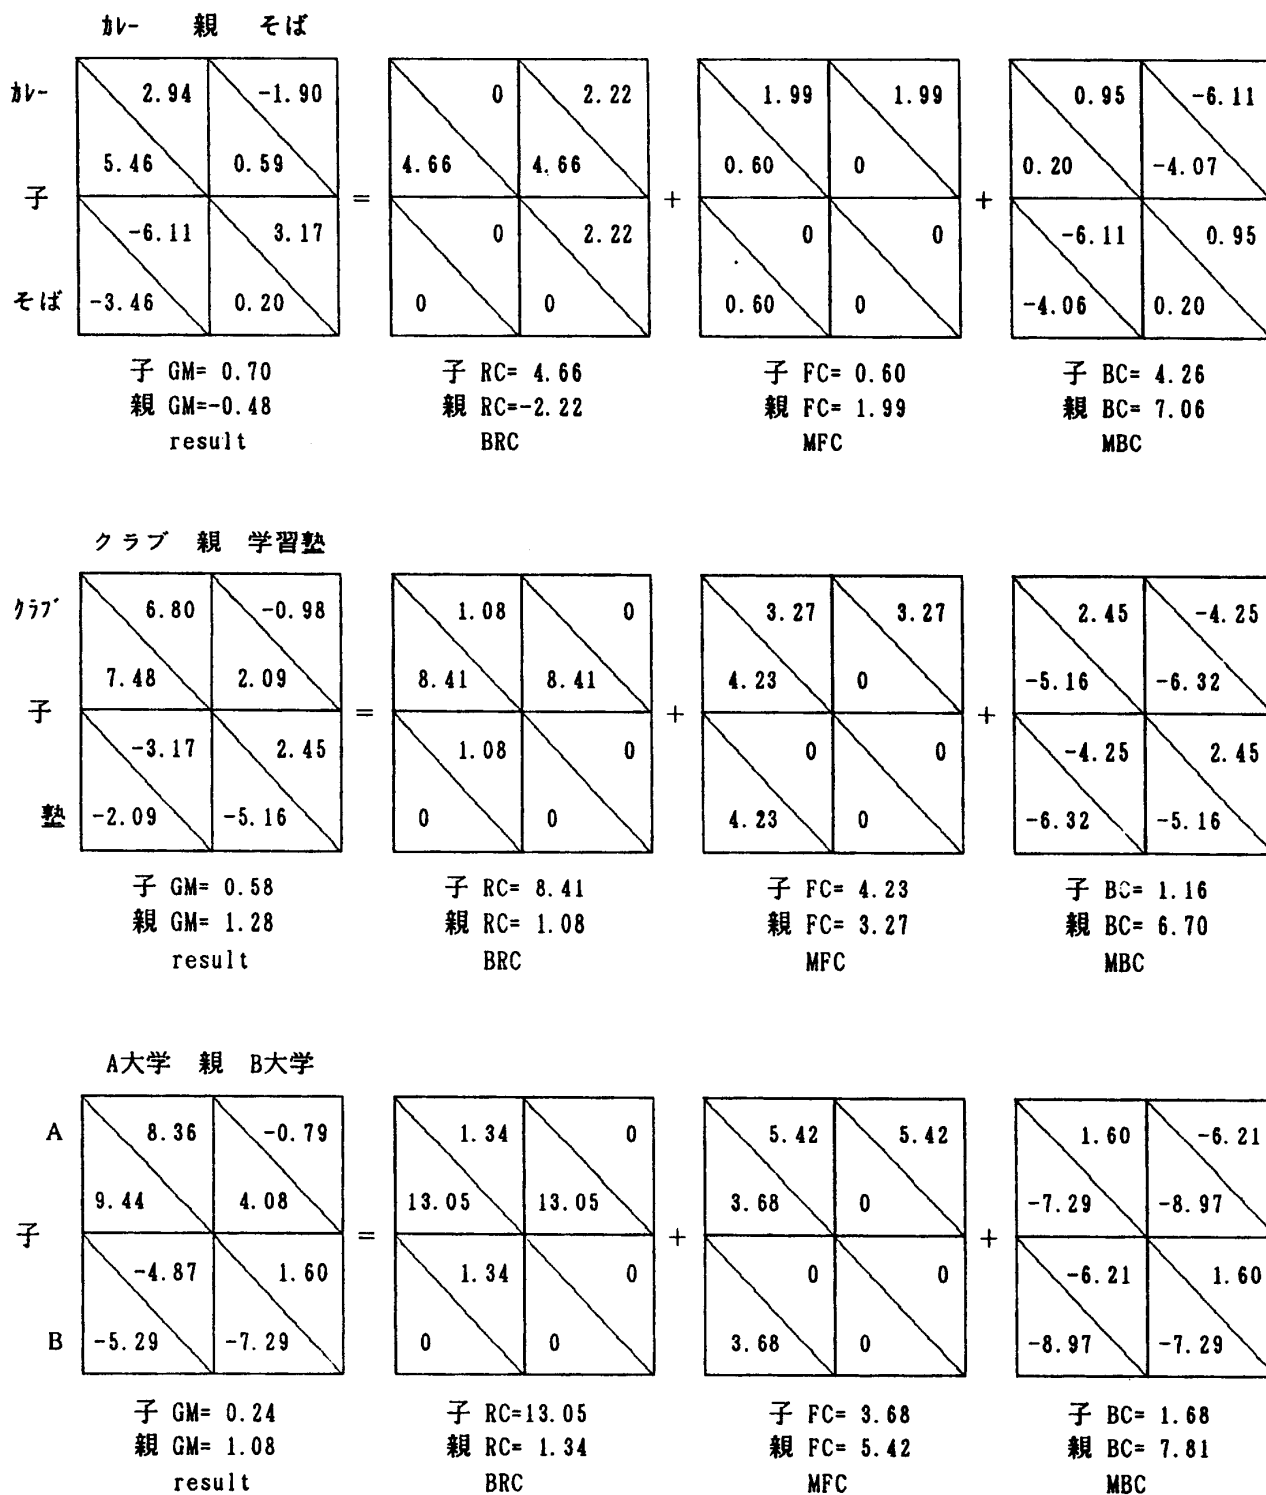 カレー 親 そば
カレー 2.94 -1.90 0 2.22 1.99 1.99 0.95 -6.11
5.46 0.59 4.66 4.66 0.60 0 0.20 -4.07
子 = + +
-6.11 3.17 0 2.22 0 0 -6.11 0.95
そば -3.46 0.20 0 0 0.60 0 -4.06 0.20
子 GM= 0.70 子 RC= 4.66 子 FC= 0.60 子 BC= 4.26
親 GM=-0.48 親 RC=-2.22 親 FC= 1.99 親 BC= 7.06
result BRC MFC MBC
クラブ 親 学習塾
クラブ 6.80 -0.98 1.08 0 3.27 3.27 2.45 -4.25
7.48 2.09 8.41 8.41 4.23 0 -5.16 -6.32
子 = + +
-3.17 2.45 1.08 0 0 0 -4.25 2.45
塾 -2.09 -5.16 0 0 4.23 0 -6.32 -5.16
子 GM= 0.58 子 RC= 8.41 子 FC= 4.23 子 BC= 1.16
親 GM= 1.28 親 RC= 1.08 親 FC= 3.27 親 BC= 6.70
result BRC MFC MBC
A大学 親 B大学
A 8.36 -0.79 1.34 0 5.42 5.42 1.60 -6.21
9.44 4.08 13.05 13.05 3.68 0 -7.29 -8.97
子 = + +
-4.87 1.60 1.34 0 0 0 -6.21 1.60
B -5.29 -7.29 0 0 3.68 0 -8.97 -7.29
子 GM= 0.24 子 RC=13.05 子 FC= 3.68 子 BC= 1.68
親 GM= 1.08 親 RC= 1.34 親 FC= 5.42 親 BC= 7.81
result BRC MFC MBC